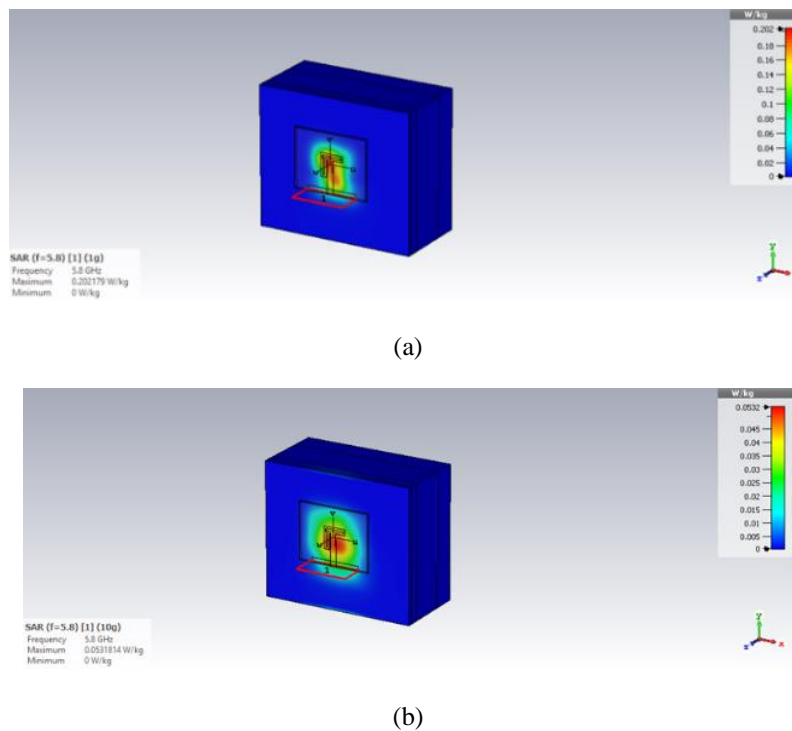 W/kg
0.202
0.18
0.16
0.14
0.12
0.1
0.08
0.06
0.04
0.02
0
1
SAR (f=5.8) [1] (1g)
Frequency 5.8 GHz
Maximum 0.202179 W/kg
Minimum 0 W/kg
y
z
(a)
W/kg
0.0532
0.045
0.04
0.035
0.03
0.025
0.02
0.015
0.01
0.005
0
v
u
w
1
SAR (f=5.8) [1] (10g)
Frequency 5.8 GHz
Maximum 0.0531814 W/kg
Minimum 0 W/kg
y
z
x
(b)